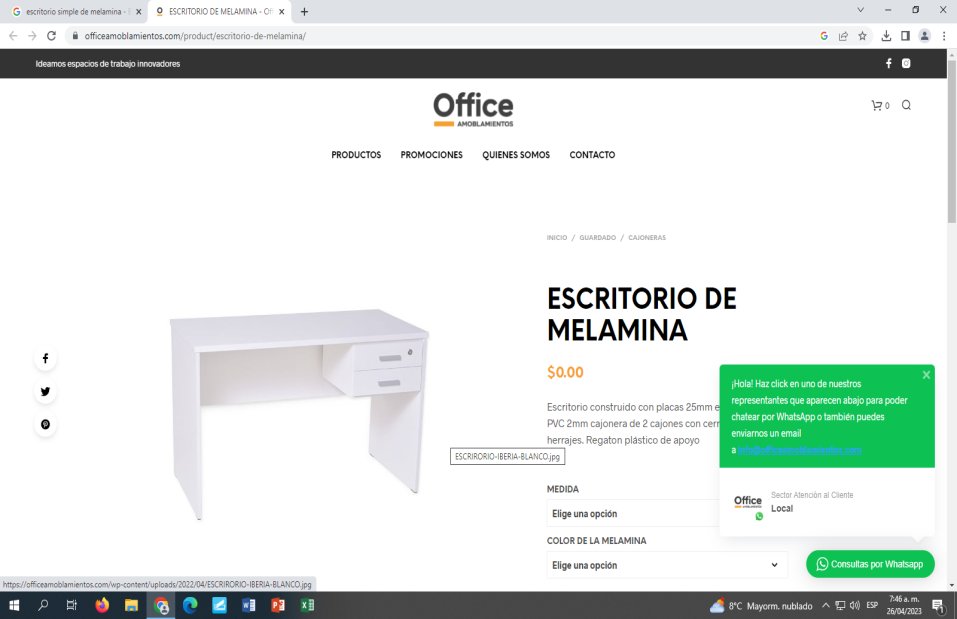 escritorio simple de melamina -
ESCRITORIO DE MELAMINA - Of
officeamoblamientos.com/product/escritorio-de-melamina/
Ideamos espacios de trabajo innovadores
Office
AMOBLAMIENTOS
0
PRODUCTOS PROMOCIONES QUIENES SOMOS CONTACTO
INICIO / GUARDADO / CAJONERAS
ESCRITORIO DE
MELAMINA
$0.00
Escritorio construido con placas 25mm e
PVC 2mm cajonera de 2 cajones con cerr
herrajes. Regaton plástico de apoyo
ESCRIRORIO-IBERIA-BLANCO.jpg
MEDIDA
Elige una opción
COLOR DE LA MELAMINA
Elige una opción
¡Hola! Haz click en uno de nuestros
representantes que aparecen abajo para poder
chatear por WhatsApp o también puedes
enviarnos un email
a info@officeamoblamientos.com
Office
AMOBLAMIENTOS
Sector Atención al Cliente
Local
Consultas por Whatsapp
https://officeamoblamientos.com/wp-content/uploads/2022/04/ESCRIRORIO-IBERIA-BLANCO.jpg
8°C Mayorm. nublado
ESP
7:46 a. m.
26/04/2023
1